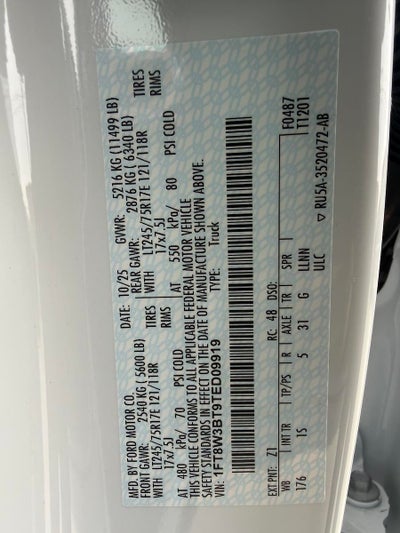 MFD. BY FORD MOTOR CO.
DATE: 10/25 GVWR: 5216 KG (11499 LB)
FRONT GAWR: 2540 KG ( 5600 LB) REAR GAWR: 2876 KG ( 6340 LB)
WITH LT245/75R17E 121/118R TIRES WITH LT245/75R17E 121/118R TIRES
17x7.5J RIMS 17x7.5J RIMS
AT 480 kPa/ 70 PSI COLD AT 550 kPa/ 80 PSI COLD
THIS VEHICLE CONFORMS TO ALL APPLICABLE FEDERAL MOTOR VEHICLE
SAFETY STANDARDS IN EFFECT ON THE DATE OF MANUFACTURE SHOWN ABOVE.
VIN: 1FT8W3BT9TED09919 TYPE: Truck
F0487
T1201
EXT PNT: Z1 RC: 48 DSO:
WB INT TR TP/PS R AXLE TR SPR
176 15 5 31 G LLNN
ULC
▽ RU5A-3520472-AB